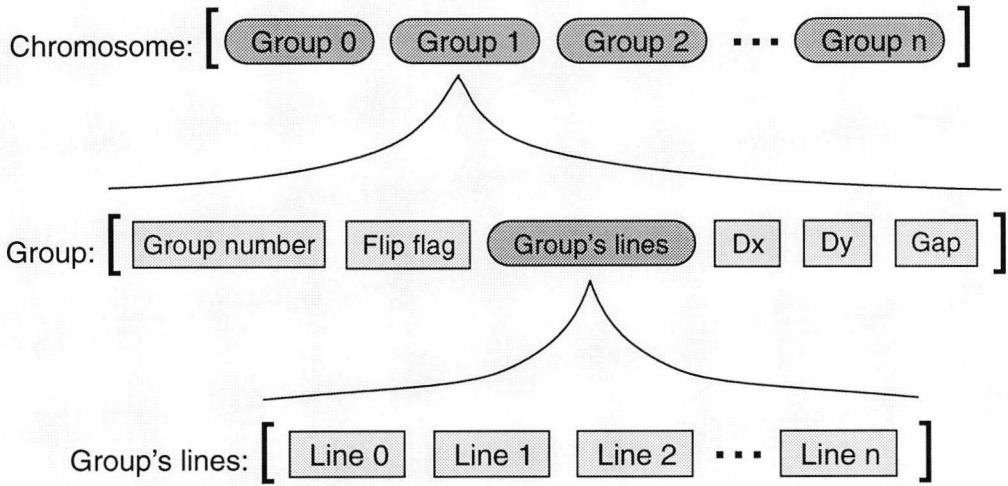 Chromosome: [ Group 0 Group 1 Group 2 ... Group n ]
Group: [ Group number Flip flag Group's lines Dx Dy Gap ]
Group's lines: [ Line 0 Line 1 Line 2 ... Line n ]